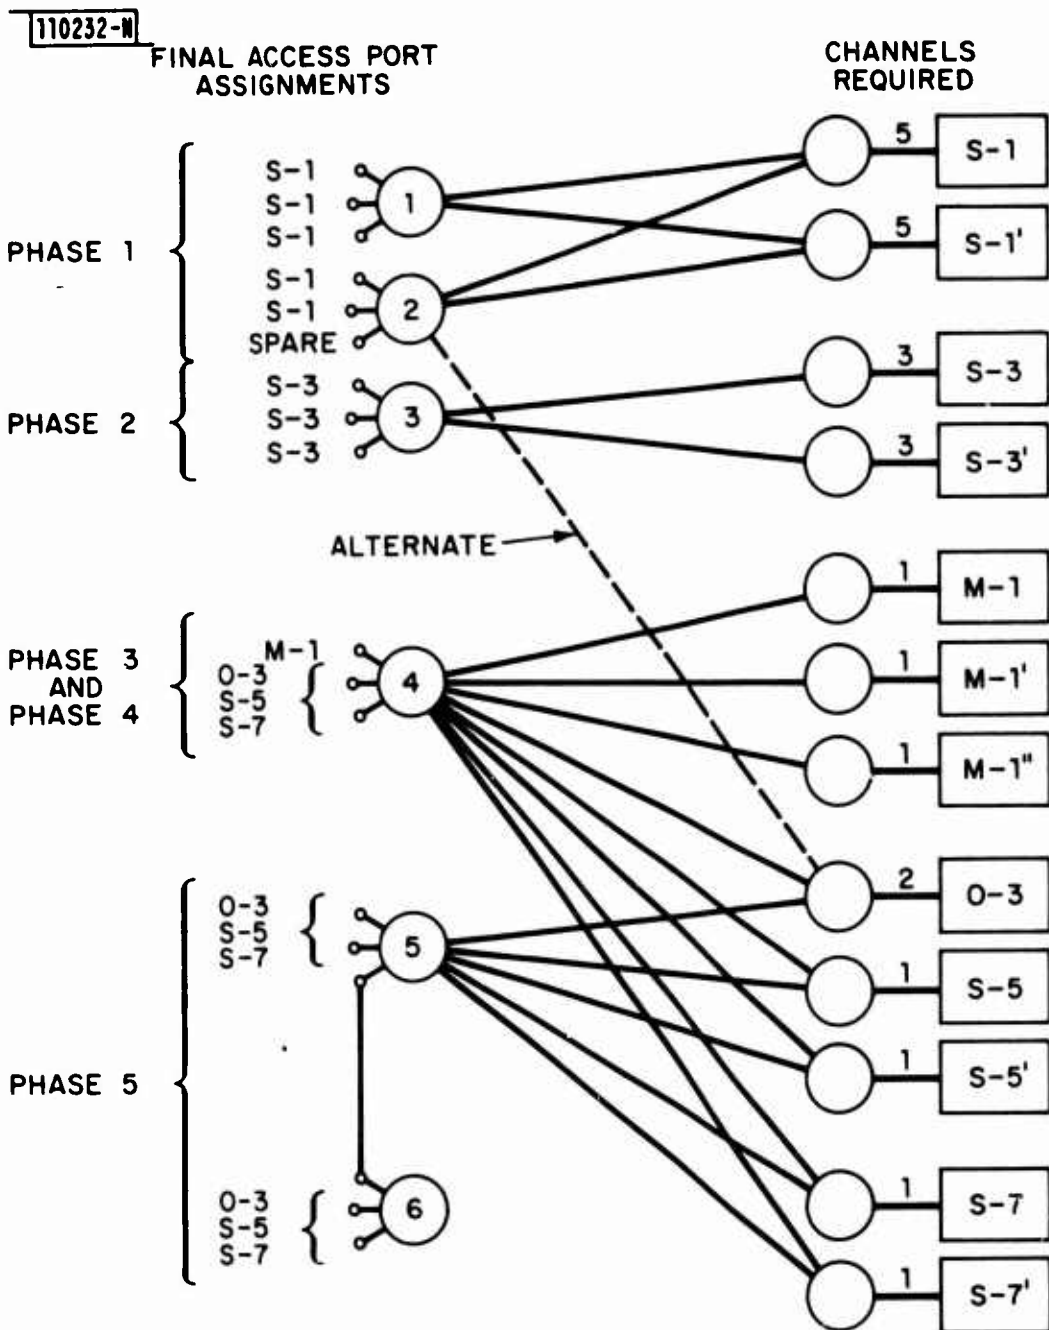 110232-N
FINAL ACCESS PORT
ASSIGNMENTS
CHANNELS
REQUIRED
PHASE 1
S-1
S-1
S-1
1
S-1
S-1
SPARE
2
5
S-1
5
S-1'
PHASE 2
S-3
S-3
S-3
3
3
S-3
3
S-3'
ALTERNATE
PHASE 3
AND
PHASE 4
M-1
O-3
S-5
S-7
4
1
M-1
1
M-1'
1
M-1"
PHASE 5
O-3
S-5
S-7
5
2
O-3
1
S-5
1
S-5'
O-3
S-5
S-7
6
1
S-7
1
S-7'